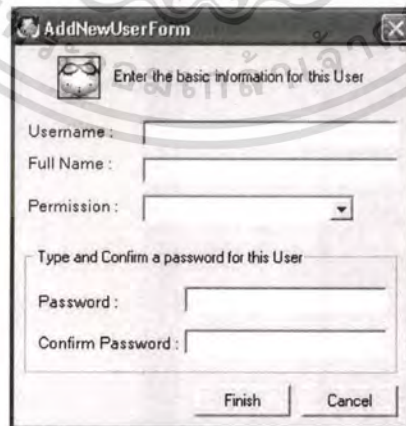 AddNewUserForm
Enter the basic information for this User
Username :
Full Name :
Permission :
Type and Confirm a password for this User
Password :
Confirm Password :
Finish
Cancel